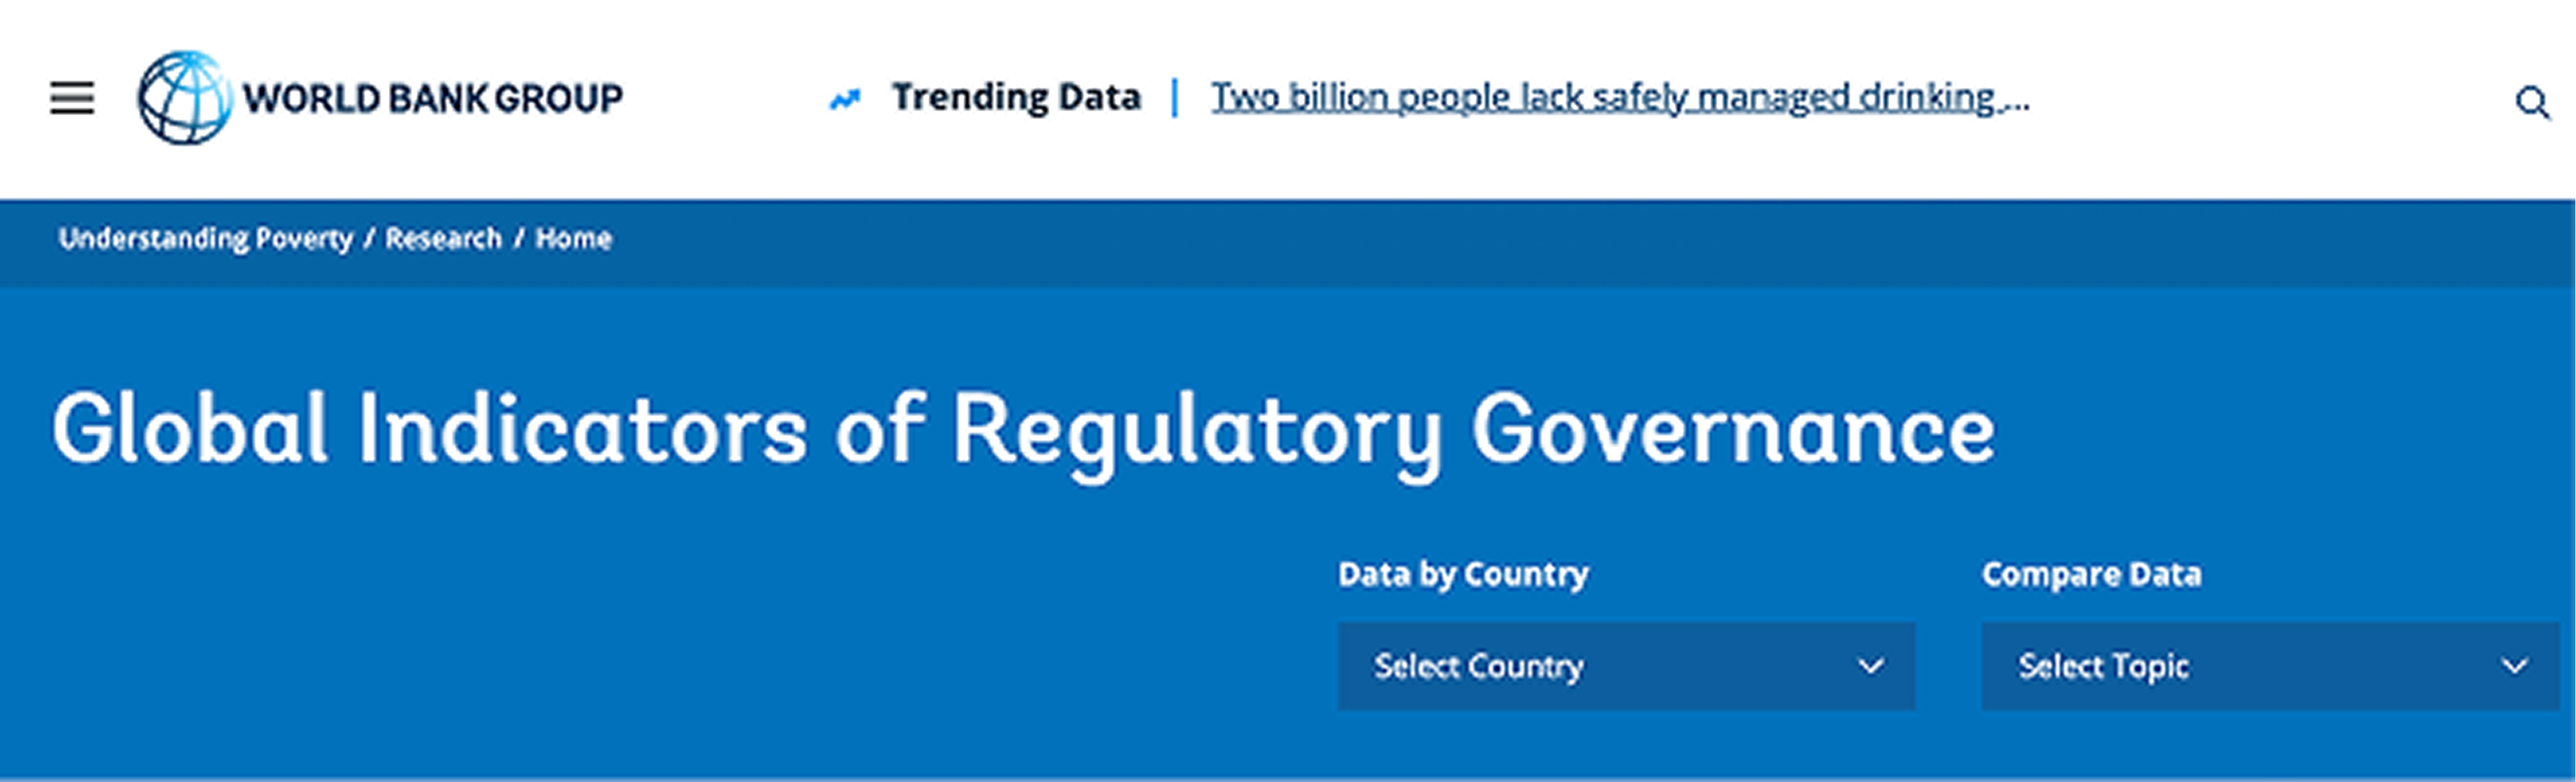 WORLD BANK GROUP
Trending Data | Two billion people lack safely managed drinking ...
Understanding Poverty / Research / Home
Global Indicators of Regulatory Governance
Data by Country
Compare Data
Select Country
Select Topic